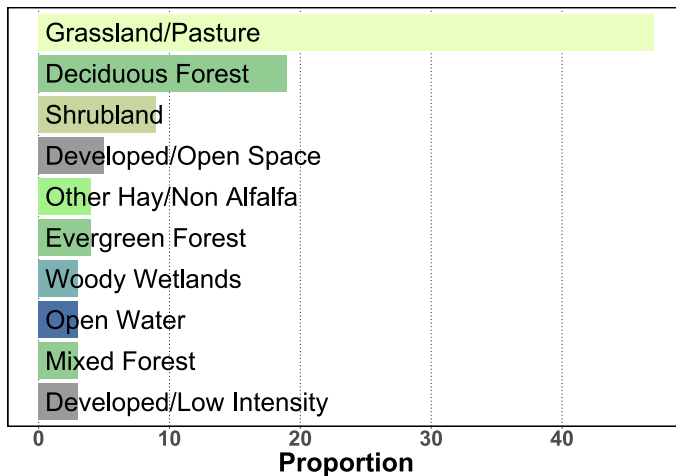 Grassland/Pasture
Deciduous Forest
Shrubland
Developed/Open Space
Other Hay/Non Alfalfa
Evergreen Forest
Woody Wetlands
Open Water
Mixed Forest
Developed/Low Intensity
0 10 20 30 40
Proportion